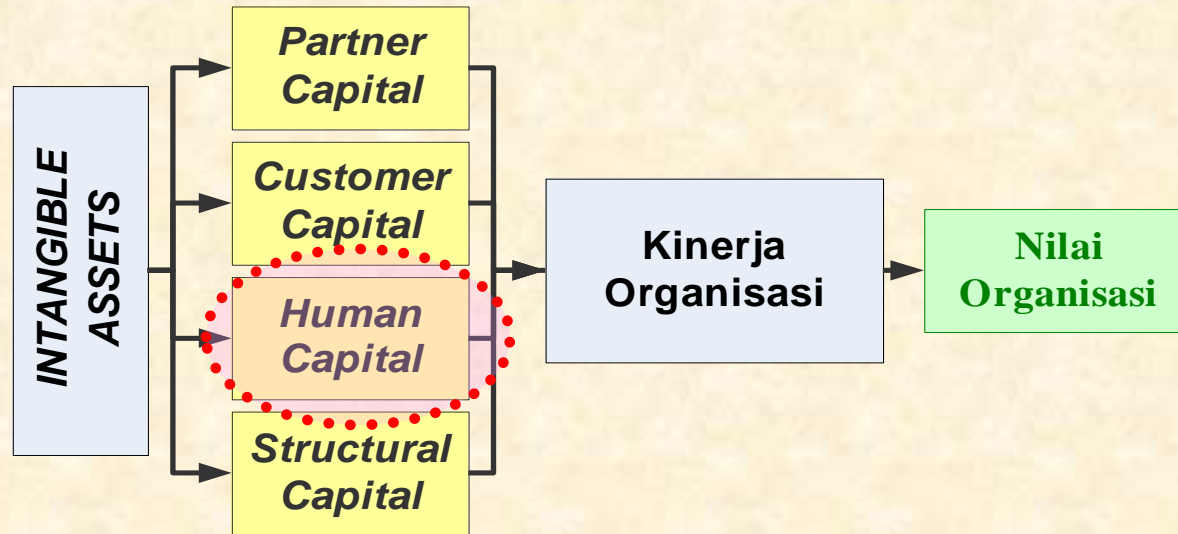 INTANGIBLE
ASSETS
Partner
Capital
Customer
Capital
Human
Capital
Structural
Capital
Kinerja
Organisasi
Nilai
Organisasi